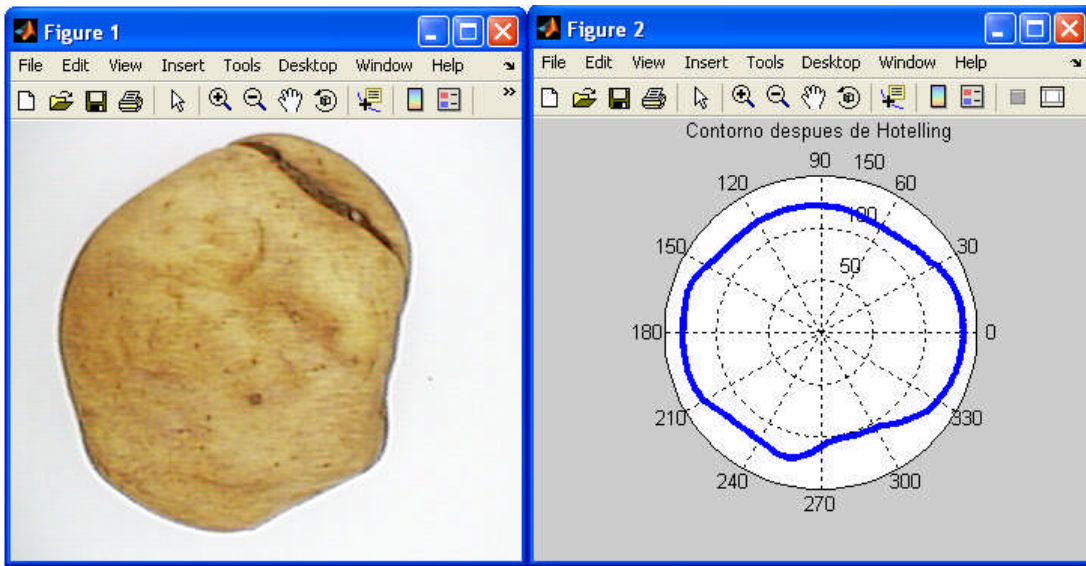 Figure 1
File Edit View Insert Tools Desktop Window Help
Figure 2
File Edit View Insert Tools Desktop Window Help
Contorno despues de Hotelling
90 150
120 60
100
150 30
50
180 0
210 330
240 300
270